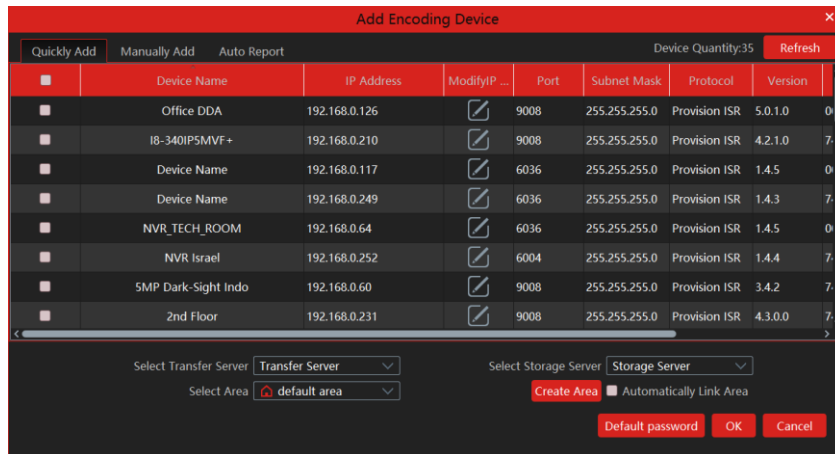 Add Encoding Device ×
Quickly Add Manually Add Auto Report Device Quantity:35 Refresh
Device Name IP Address ModifyIP ... Port Subnet Mask Protocol Version
Office DDA 192.168.0.126 9008 255.255.255.0 Provision ISR 5.0.1.0
I8-340IP5MVF+ 192.168.0.210 9008 255.255.255.0 Provision ISR 4.2.1.0
Device Name 192.168.0.117 6036 255.255.255.0 Provision ISR 1.4.5
Device Name 192.168.0.249 6036 255.255.255.0 Provision ISR 1.4.3
NVR_TECH_ROOM 192.168.0.64 6036 255.255.255.0 Provision ISR 1.4.5
NVR Israel 192.168.0.252 6004 255.255.255.0 Provision ISR 1.4.4
5MP Dark-Sight Indo 192.168.0.60 9008 255.255.255.0 Provision ISR 3.4.2
2nd Floor 192.168.0.231 9008 255.255.255.0 Provision ISR 4.3.0.0
Select Transfer Server Transfer Server Select Storage Server Storage Server
Select Area default area Create Area Automatically Link Area
Default password OK Cancel